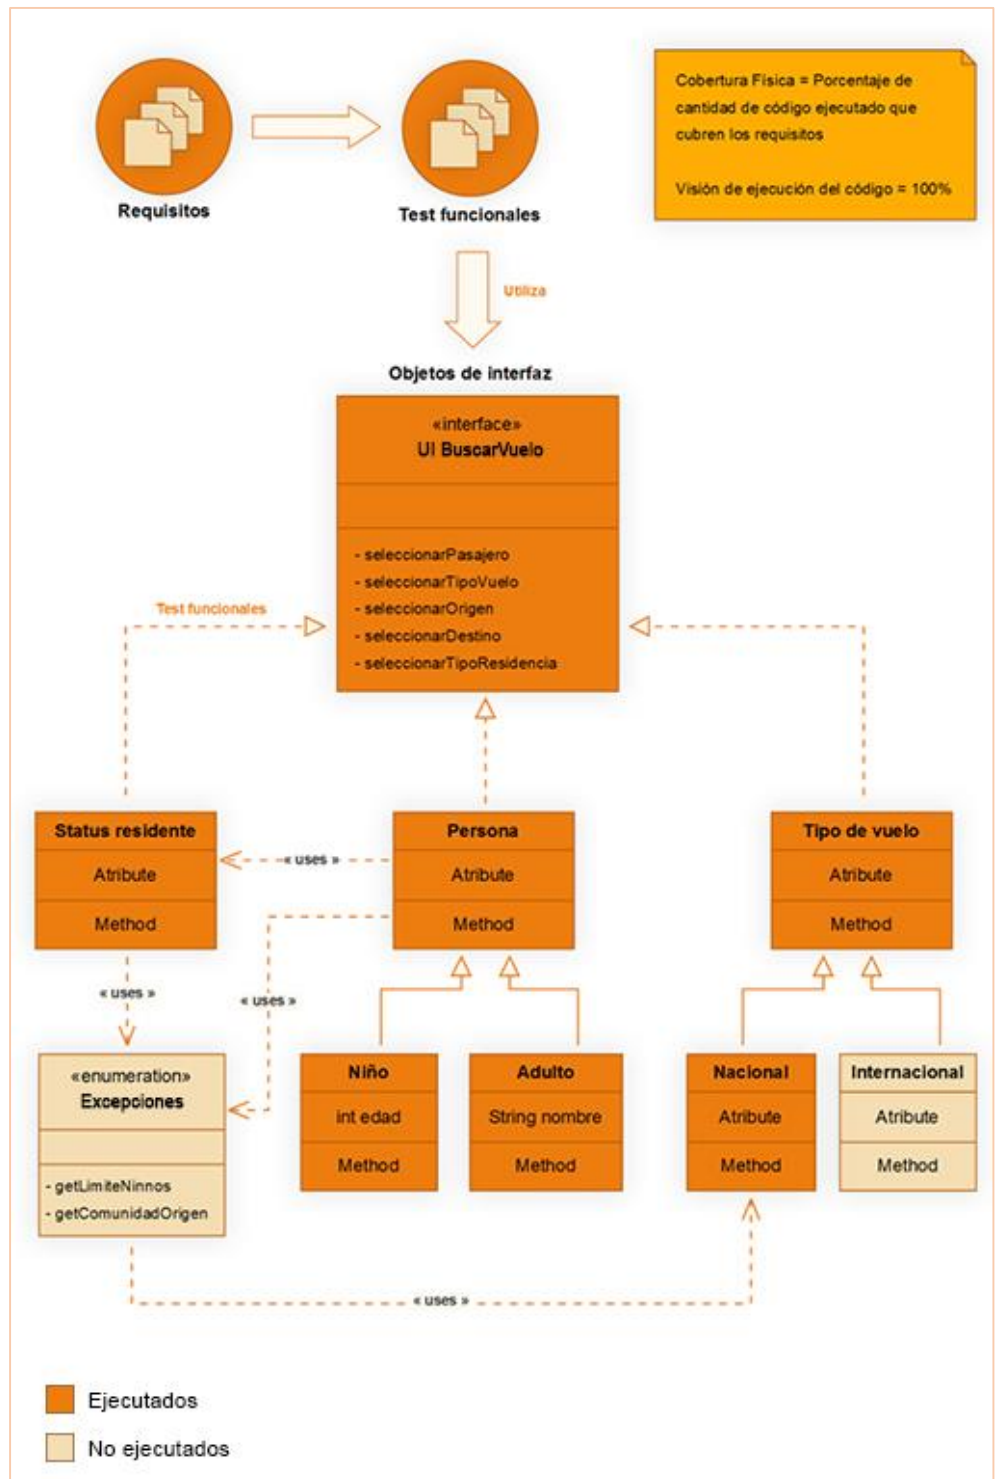 Cobertura Física = Porcentaje de
cantidad de código ejecutado que
cubren los requisitos
Visión de ejecución del código = 100%
Requisitos
Test funcionales
Utiliza
Objetos de interfaz
«interface»
UI BuscarVuelo
- seleccionarPasajero
- seleccionarTipoVuelo
- seleccionarOrigen
- seleccionarDestino
- seleccionarTipoResidencia
Test funcionales
Status residente
Atribute
Method
« uses »
Persona
Atribute
Method
Tipo de vuelo
Atribute
Method
« uses »
« uses »
«enumeration»
Excepciones
- getLimiteNinnos
- getComunidadOrigen
Niño
int edad
Method
Adulto
String nombre
Method
Nacional
Atribute
Method
Internacional
Atribute
Method
« uses »
Ejecutados
No ejecutados